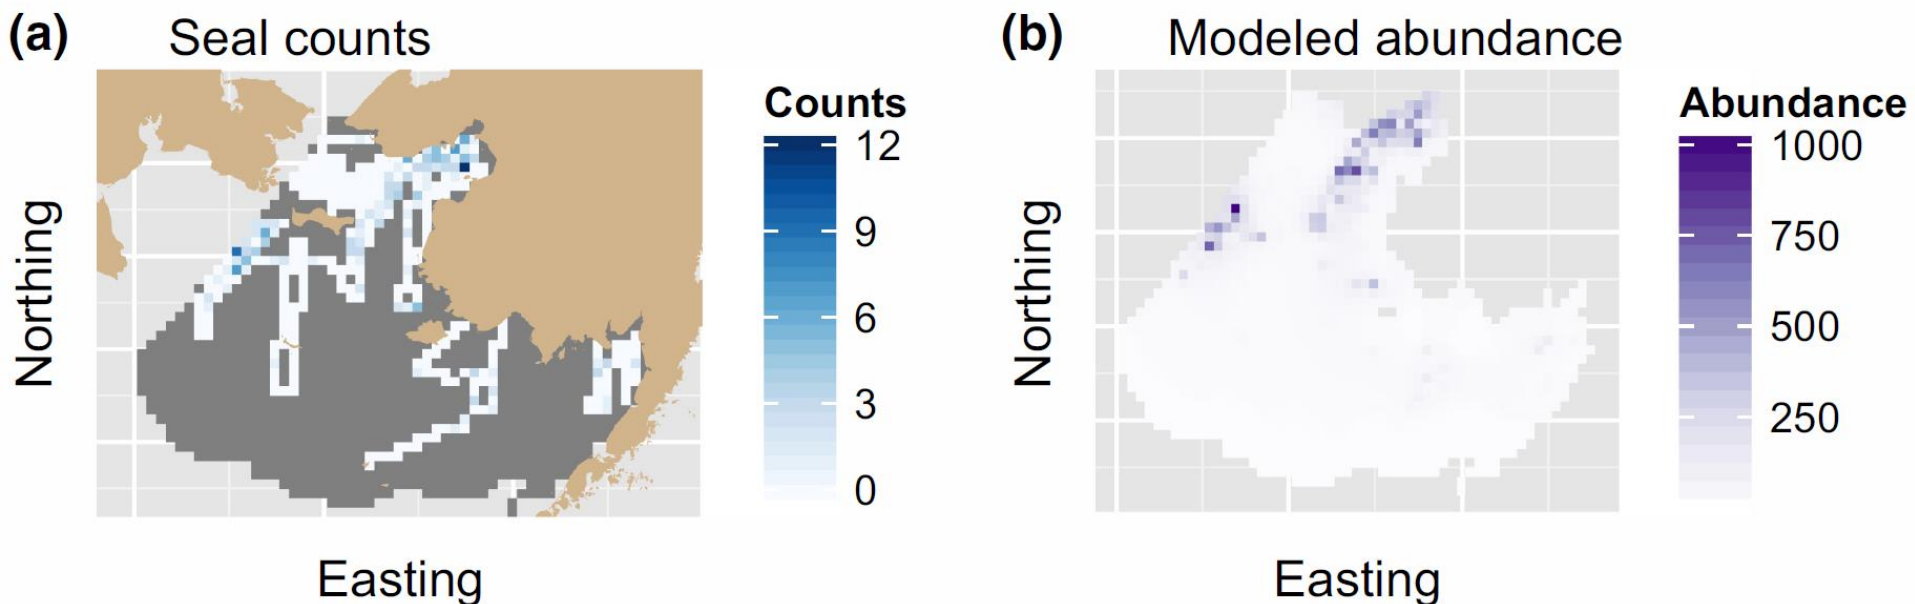 (a)
Seal counts
Counts
12
9
6
3
0
Northing
Easting
(b)
Modeled abundance
Abundance
1000
750
500
250
Northing
Easting